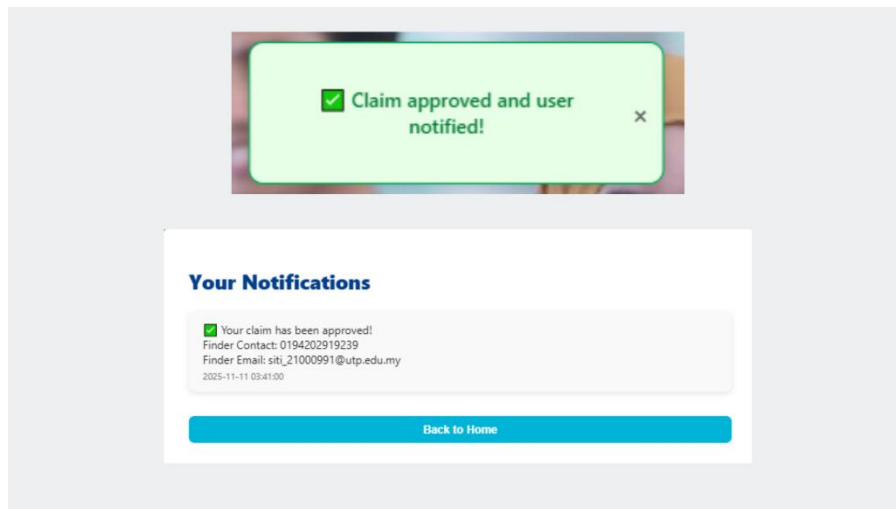 ✅ Claim approved and user
notified!
×
Your Notifications
✅ Your claim has been approved!
Finder Contact: 0194202919239
Finder Email: siti_21000991@utp.edu.my
2025-11-11 03:41:00
Back to Home